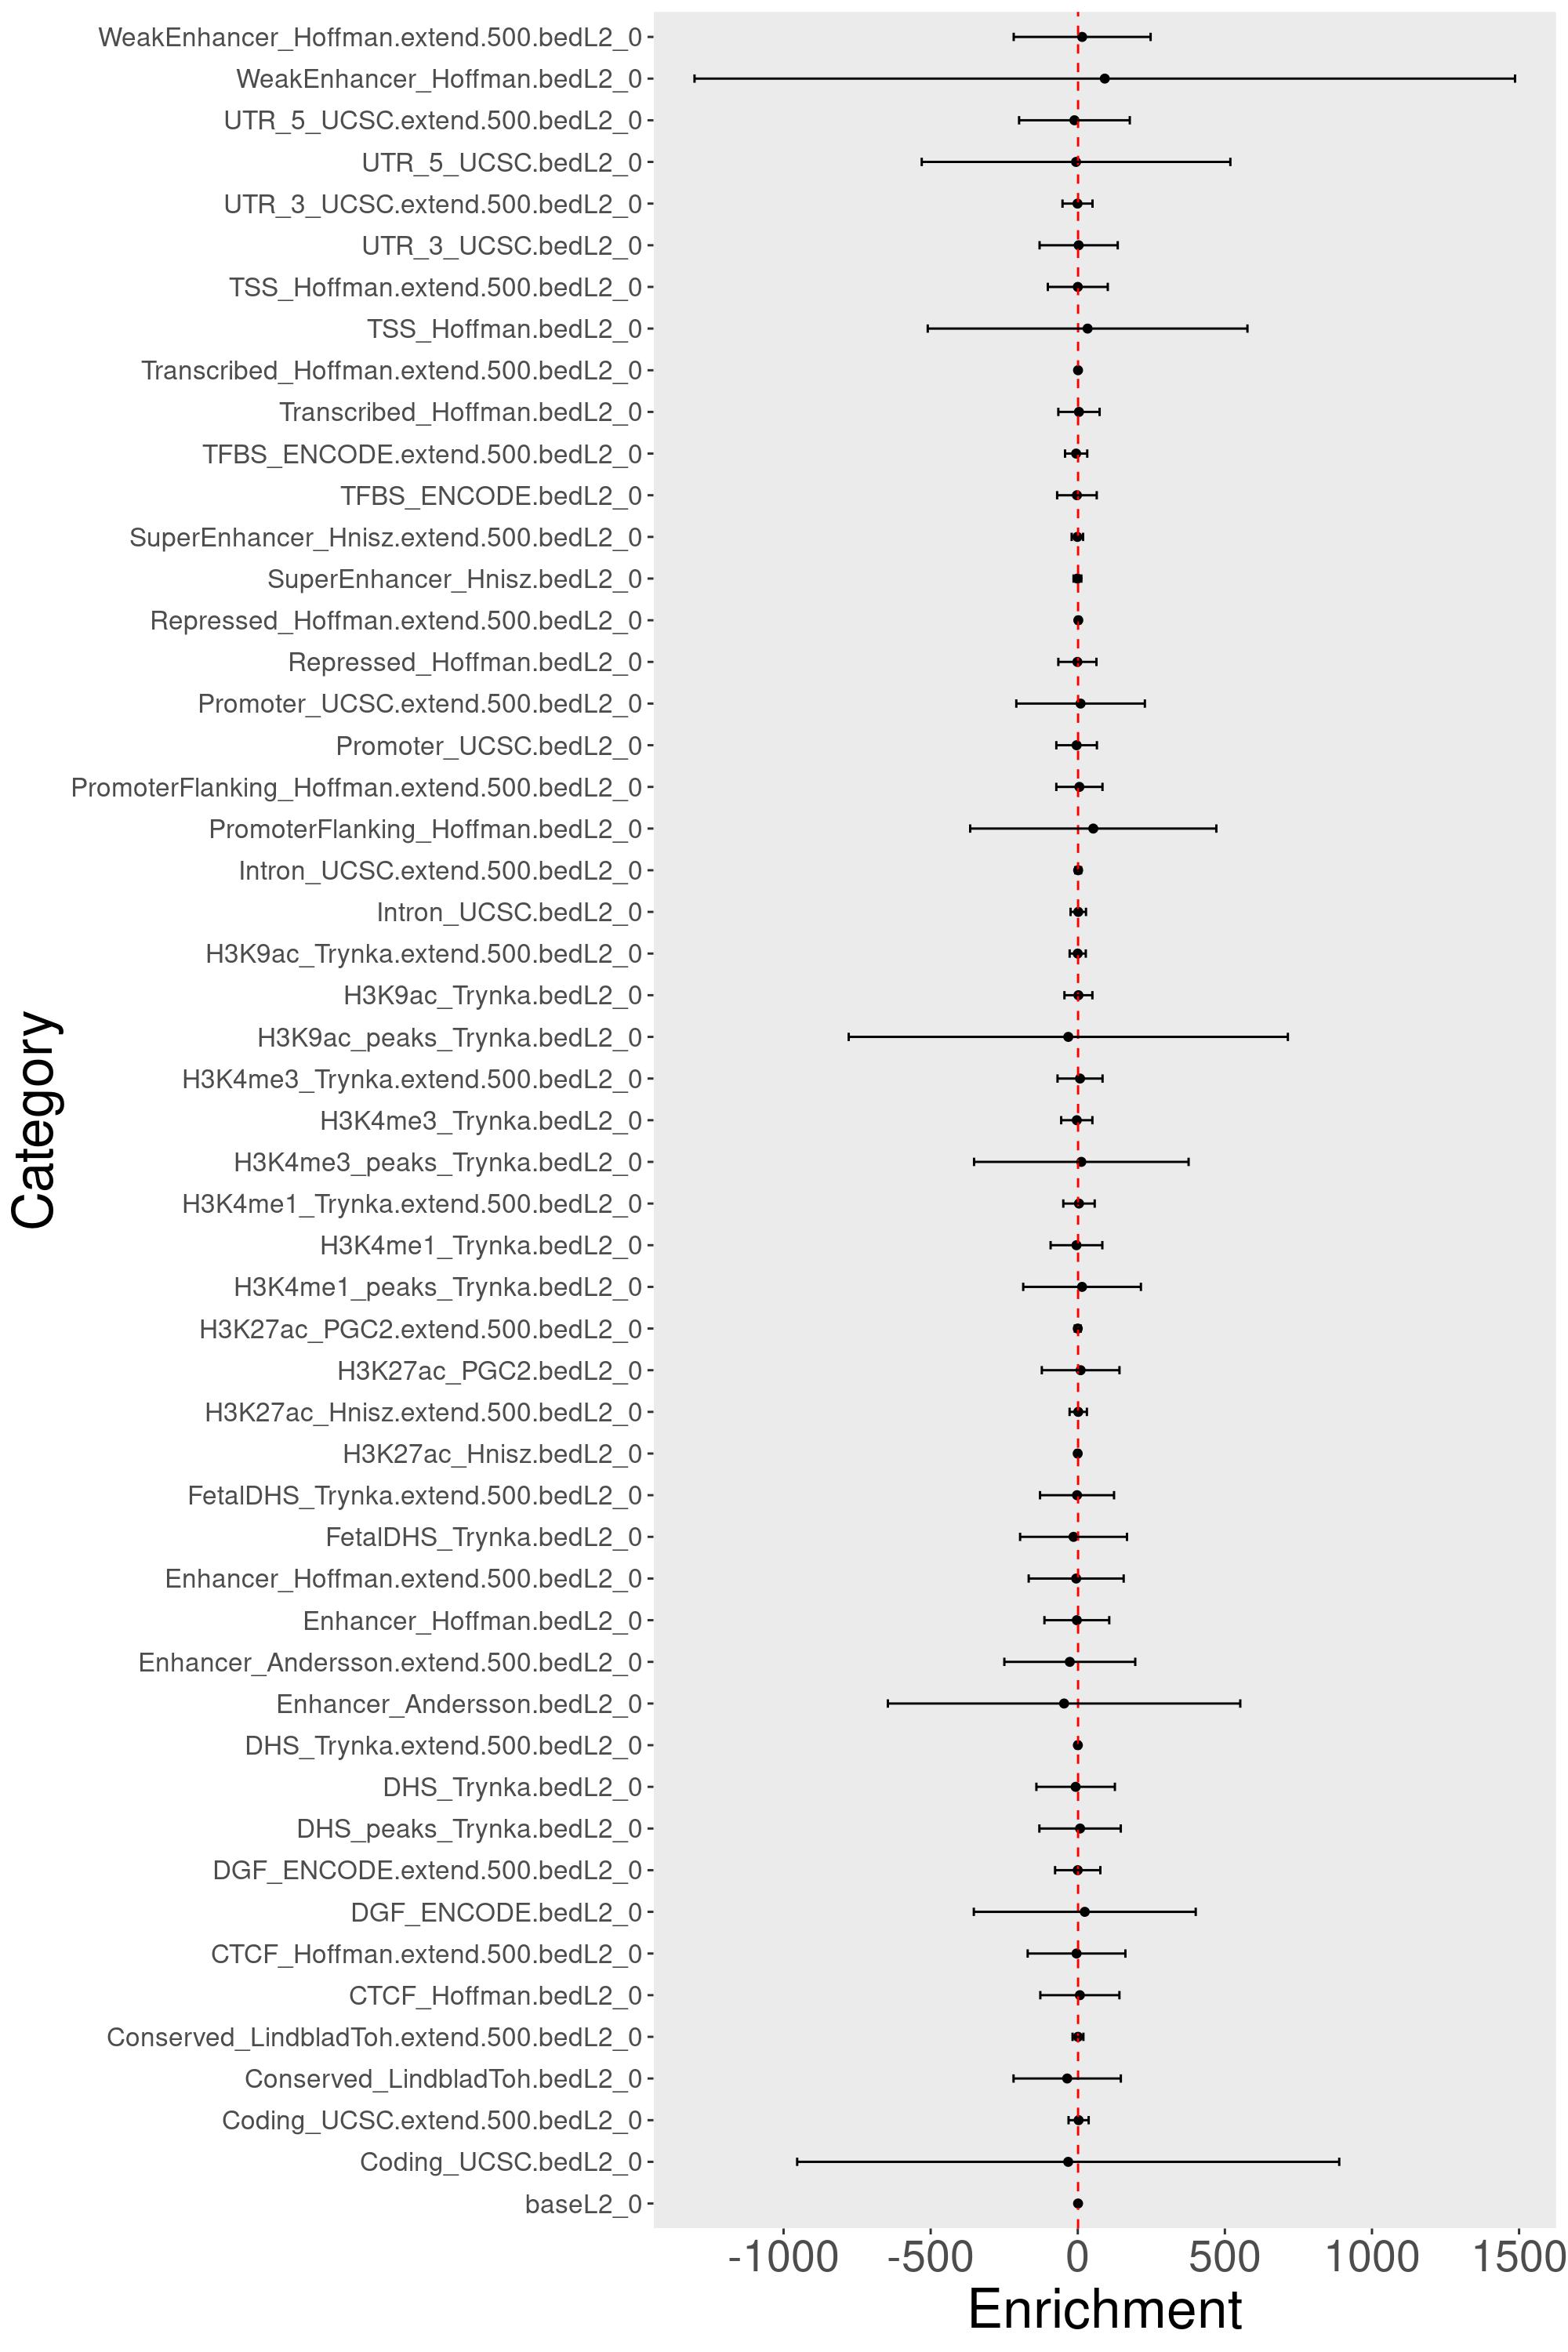 WeakEnhancer_Hoffman.extend.500.bedL2_0
WeakEnhancer_Hoffman.bedL2_0
UTR_5_UCSC.extend.500.bedL2_0
UTR_5_UCSC.bedL2_0
UTR_3_UCSC.extend.500.bedL2_0
UTR_3_UCSC.bedL2_0
TSS_Hoffman.extend.500.bedL2_0
TSS_Hoffman.bedL2_0
Transcribed_Hoffman.extend.500.bedL2_0
Transcribed_Hoffman.bedL2_0
TFBS_ENCODE.extend.500.bedL2_0
TFBS_ENCODE.bedL2_0
SuperEnhancer_Hnisz.extend.500.bedL2_0
SuperEnhancer_Hnisz.bedL2_0
Repressed_Hoffman.extend.500.bedL2_0
Repressed_Hoffman.bedL2_0
Promoter_UCSC.extend.500.bedL2_0
Promoter_UCSC.bedL2_0
PromoterFlanking_Hoffman.extend.500.bedL2_0
PromoterFlanking_Hoffman.bedL2_0
Intron_UCSC.extend.500.bedL2_0
Intron_UCSC.bedL2_0
H3K9ac_Trynka.extend.500.bedL2_0
H3K9ac_Trynka.bedL2_0
H3K9ac_peaks_Trynka.bedL2_0
H3K4me3_Trynka.extend.500.bedL2_0
H3K4me3_Trynka.bedL2_0
H3K4me3_peaks_Trynka.bedL2_0
H3K4me1_Trynka.extend.500.bedL2_0
H3K4me1_Trynka.bedL2_0
H3K4me1_peaks_Trynka.bedL2_0
H3K27ac_PGC2.extend.500.bedL2_0
H3K27ac_PGC2.bedL2_0
H3K27ac_Hnisz.extend.500.bedL2_0
H3K27ac_Hnisz.bedL2_0
FetalDHS_Trynka.extend.500.bedL2_0
FetalDHS_Trynka.bedL2_0
Enhancer_Hoffman.extend.500.bedL2_0
Enhancer_Hoffman.bedL2_0
Enhancer_Andersson.extend.500.bedL2_0
Enhancer_Andersson.bedL2_0
DHS_Trynka.extend.500.bedL2_0
DHS_Trynka.bedL2_0
DHS_peaks_Trynka.bedL2_0
DGF_ENCODE.extend.500.bedL2_0
DGF_ENCODE.bedL2_0
CTCF_Hoffman.extend.500.bedL2_0
CTCF_Hoffman.bedL2_0
Conserved_LindbladToh.extend.500.bedL2_0
Conserved_LindbladToh.bedL2_0
Coding_UCSC.extend.500.bedL2_0
Coding_UCSC.bedL2_0
baseL2_0
Category
-1000 -500 0 500 1000 1500
Enrichment